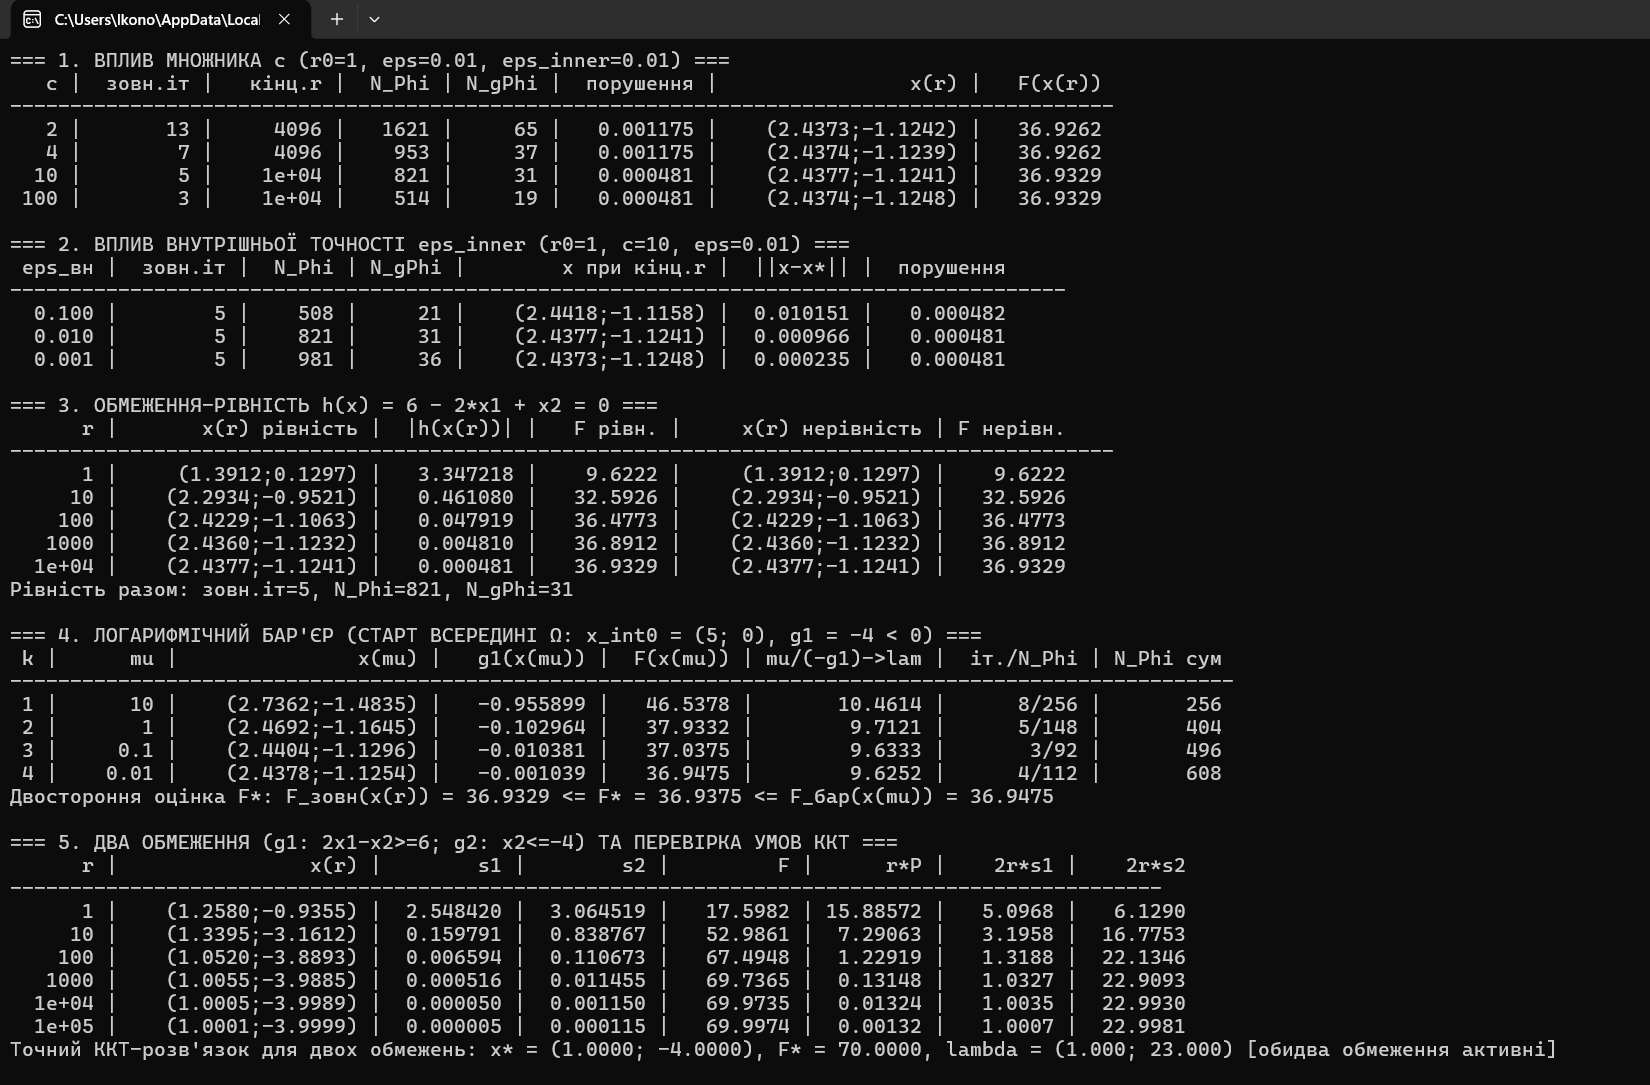 C:\Users\Ikono\AppData\Loca
=== 1. ВПЛИВ МНОЖНИКА c (r0=1, eps=0.01, eps_inner=0.01) ===
c | зовн.іт | кінц.r | N_Phi | N_gPhi | порушення | x(r) | F(x(r))
2 | 13 | 4096 | 1621 | 65 | 0.001175 | (2.4373;-1.1242) | 36.9262
4 | 7 | 4096 | 953 | 37 | 0.001175 | (2.4374;-1.1239) | 36.9262
10 | 5 | 1e+04 | 821 | 31 | 0.000481 | (2.4377;-1.1241) | 36.9329
100 | 3 | 1e+04 | 514 | 19 | 0.000481 | (2.4374;-1.1248) | 36.9329
=== 2. ВПЛИВ ВНУТРІШНЬОЇ ТОЧНОСТІ eps_inner (r0=1, c=10, eps=0.01) ===
eps_вн | зовн.іт | N_Phi | N_gPhi | x при кінц.r | ||x-x*|| | порушення
0.100 | 5 | 508 | 21 | (2.4418;-1.1158) | 0.010151 | 0.000482
0.010 | 5 | 821 | 31 | (2.4377;-1.1241) | 0.000966 | 0.000481
0.001 | 5 | 981 | 36 | (2.4373;-1.1248) | 0.000235 | 0.000481
=== 3. ОБМЕЖЕННЯ-РІВНІСТЬ h(x) = 6 - 2*x1 + x2 = 0 ===
r | x(r) рівність | |h(x(r))| | F рівн. | x(r) нерівність | F нерівн.
1 | (1.3912;0.1297) | 3.347218 | 9.6222 | (1.3912;0.1297) | 9.6222
10 | (2.2934;-0.9521) | 0.461080 | 32.5926 | (2.2934;-0.9521) | 32.5926
100 | (2.4229;-1.1063) | 0.047919 | 36.4773 | (2.4229;-1.1063) | 36.4773
1000 | (2.4360;-1.1232) | 0.004810 | 36.8912 | (2.4360;-1.1232) | 36.8912
1e+04 | (2.4377;-1.1241) | 0.000481 | 36.9329 | (2.4377;-1.1241) | 36.9329
Рівність разом: зовн.іт=5, N_Phi=821, N_gPhi=31
=== 4. ЛОГАРИФМІЧНИЙ БАР'ЄР (СТАРТ ВСЕРЕДИНІ Ω: x_int0 = (5; 0), g1 = -4 < 0) ===
k | mu | x(mu) | g1(x(mu)) | F(x(mu)) | mu/(-g1)->lam | іт./N_Phi | N_Phi сум
1 | 10 | (2.7362;-1.4835) | -0.955899 | 46.5378 | 10.4614 | 8/256 | 256
2 | 1 | (2.4692;-1.1645) | -0.102964 | 37.9332 | 9.7121 | 5/148 | 404
3 | 0.1 | (2.4404;-1.1296) | -0.010381 | 37.0375 | 9.6333 | 3/92 | 496
4 | 0.01 | (2.4378;-1.1254) | -0.001039 | 36.9475 | 9.6252 | 4/112 | 608
Двостороння оцінка F*: F_зовн(x(r)) = 36.9329 <= F* = 36.9375 <= F_бар(x(mu)) = 36.9475
=== 5. ДВА ОБМЕЖЕННЯ (g1: 2x1-x2>=6; g2: x2<=-4) ТА ПЕРЕВІРКА УМОВ ККТ ===
r | x(r) | s1 | s2 | F | r*P | 2r*s1 | 2r*s2
1 | (1.2580;-0.9355) | 2.548420 | 3.064519 | 17.5982 | 15.88572 | 5.0968 | 6.1290
10 | (1.3395;-3.1612) | 0.159791 | 0.838767 | 52.9861 | 7.29063 | 3.1958 | 16.7753
100 | (1.0520;-3.8893) | 0.006594 | 0.110673 | 67.4948 | 1.22919 | 1.3188 | 22.1346
1000 | (1.0055;-3.9885) | 0.000516 | 0.011455 | 69.7365 | 0.13148 | 1.0327 | 22.9093
1e+04 | (1.0005;-3.9989) | 0.000050 | 0.001150 | 69.9735 | 0.01324 | 1.0035 | 22.9930
1e+05 | (1.0001;-3.9999) | 0.000005 | 0.000115 | 69.9974 | 0.00132 | 1.0007 | 22.9981
Точний ККТ-розв'язок для двох обмежень: x* = (1.0000; -4.0000), F* = 70.0000, lambda = (1.000; 23.000) [обидва обмеження активні]